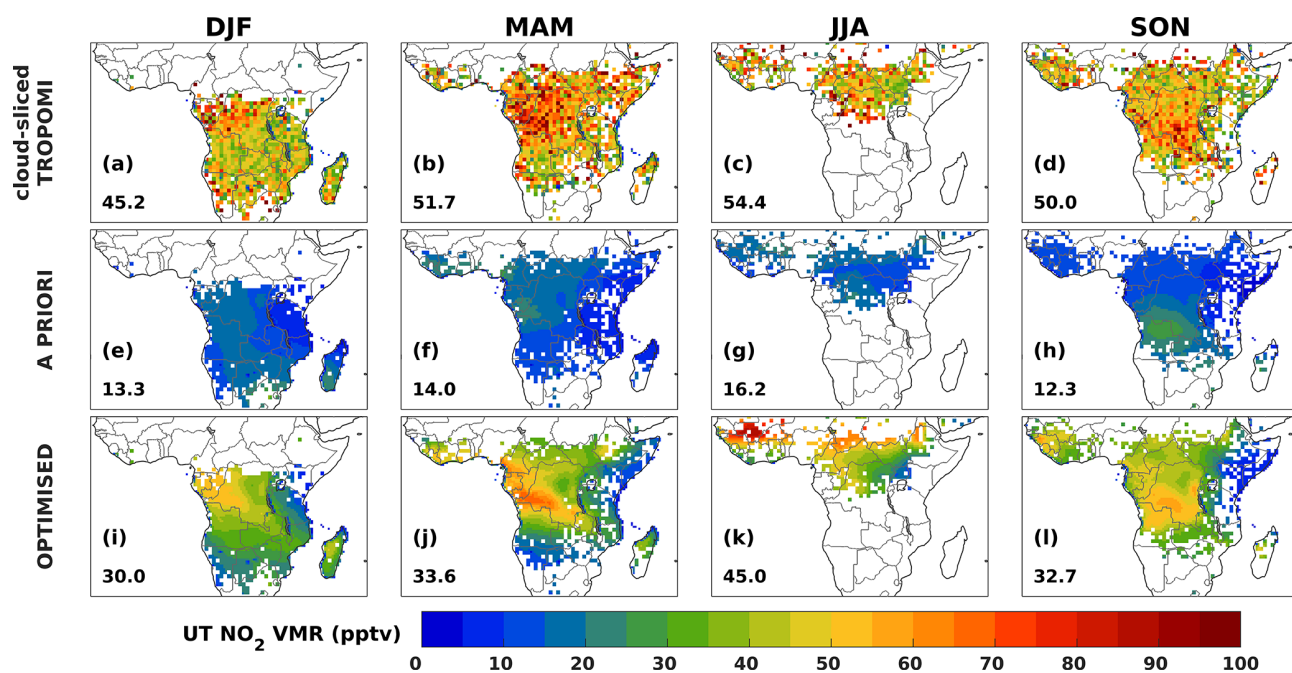 DJF MAM JJA SON
cloud-sliced
TROPOMI
(a) (b) (c) (d)
45.2 51.7 54.4 50.0
A PRIORI
(e) (f) (g) (h)
13.3 14.0 16.2 12.3
OPTIMISED
(i) (j) (k) (l)
30.0 33.6 45.0 32.7
UT NO₂ VMR (pptv)
0 10 20 30 40 50 60 70 80 90 100